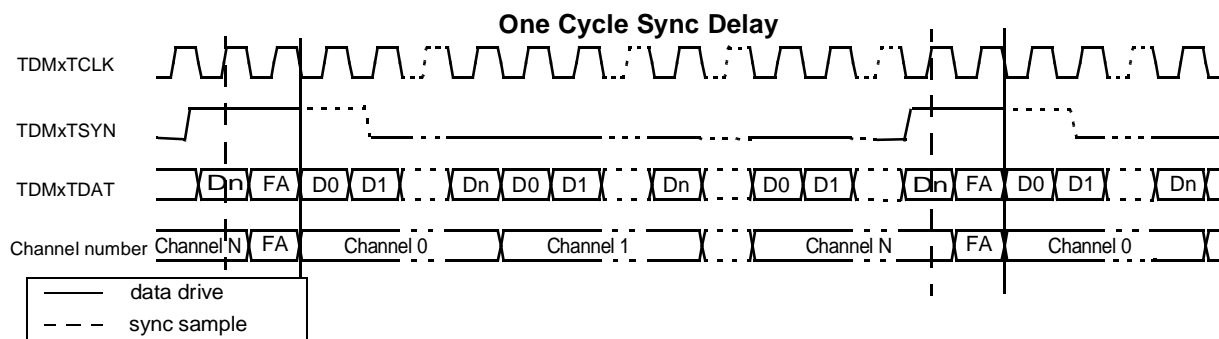 One Cycle Sync Delay
TDMxTCLK
TDMxTSYN
TDMxTDAT Dn FA D0 D1 Dn D0 D1 Dn D0 D1 Dn FA D0 D1 Dn
Channel number Channel N FA Channel 0 Channel 1 Channel N FA Channel 0
data drive
sync sample